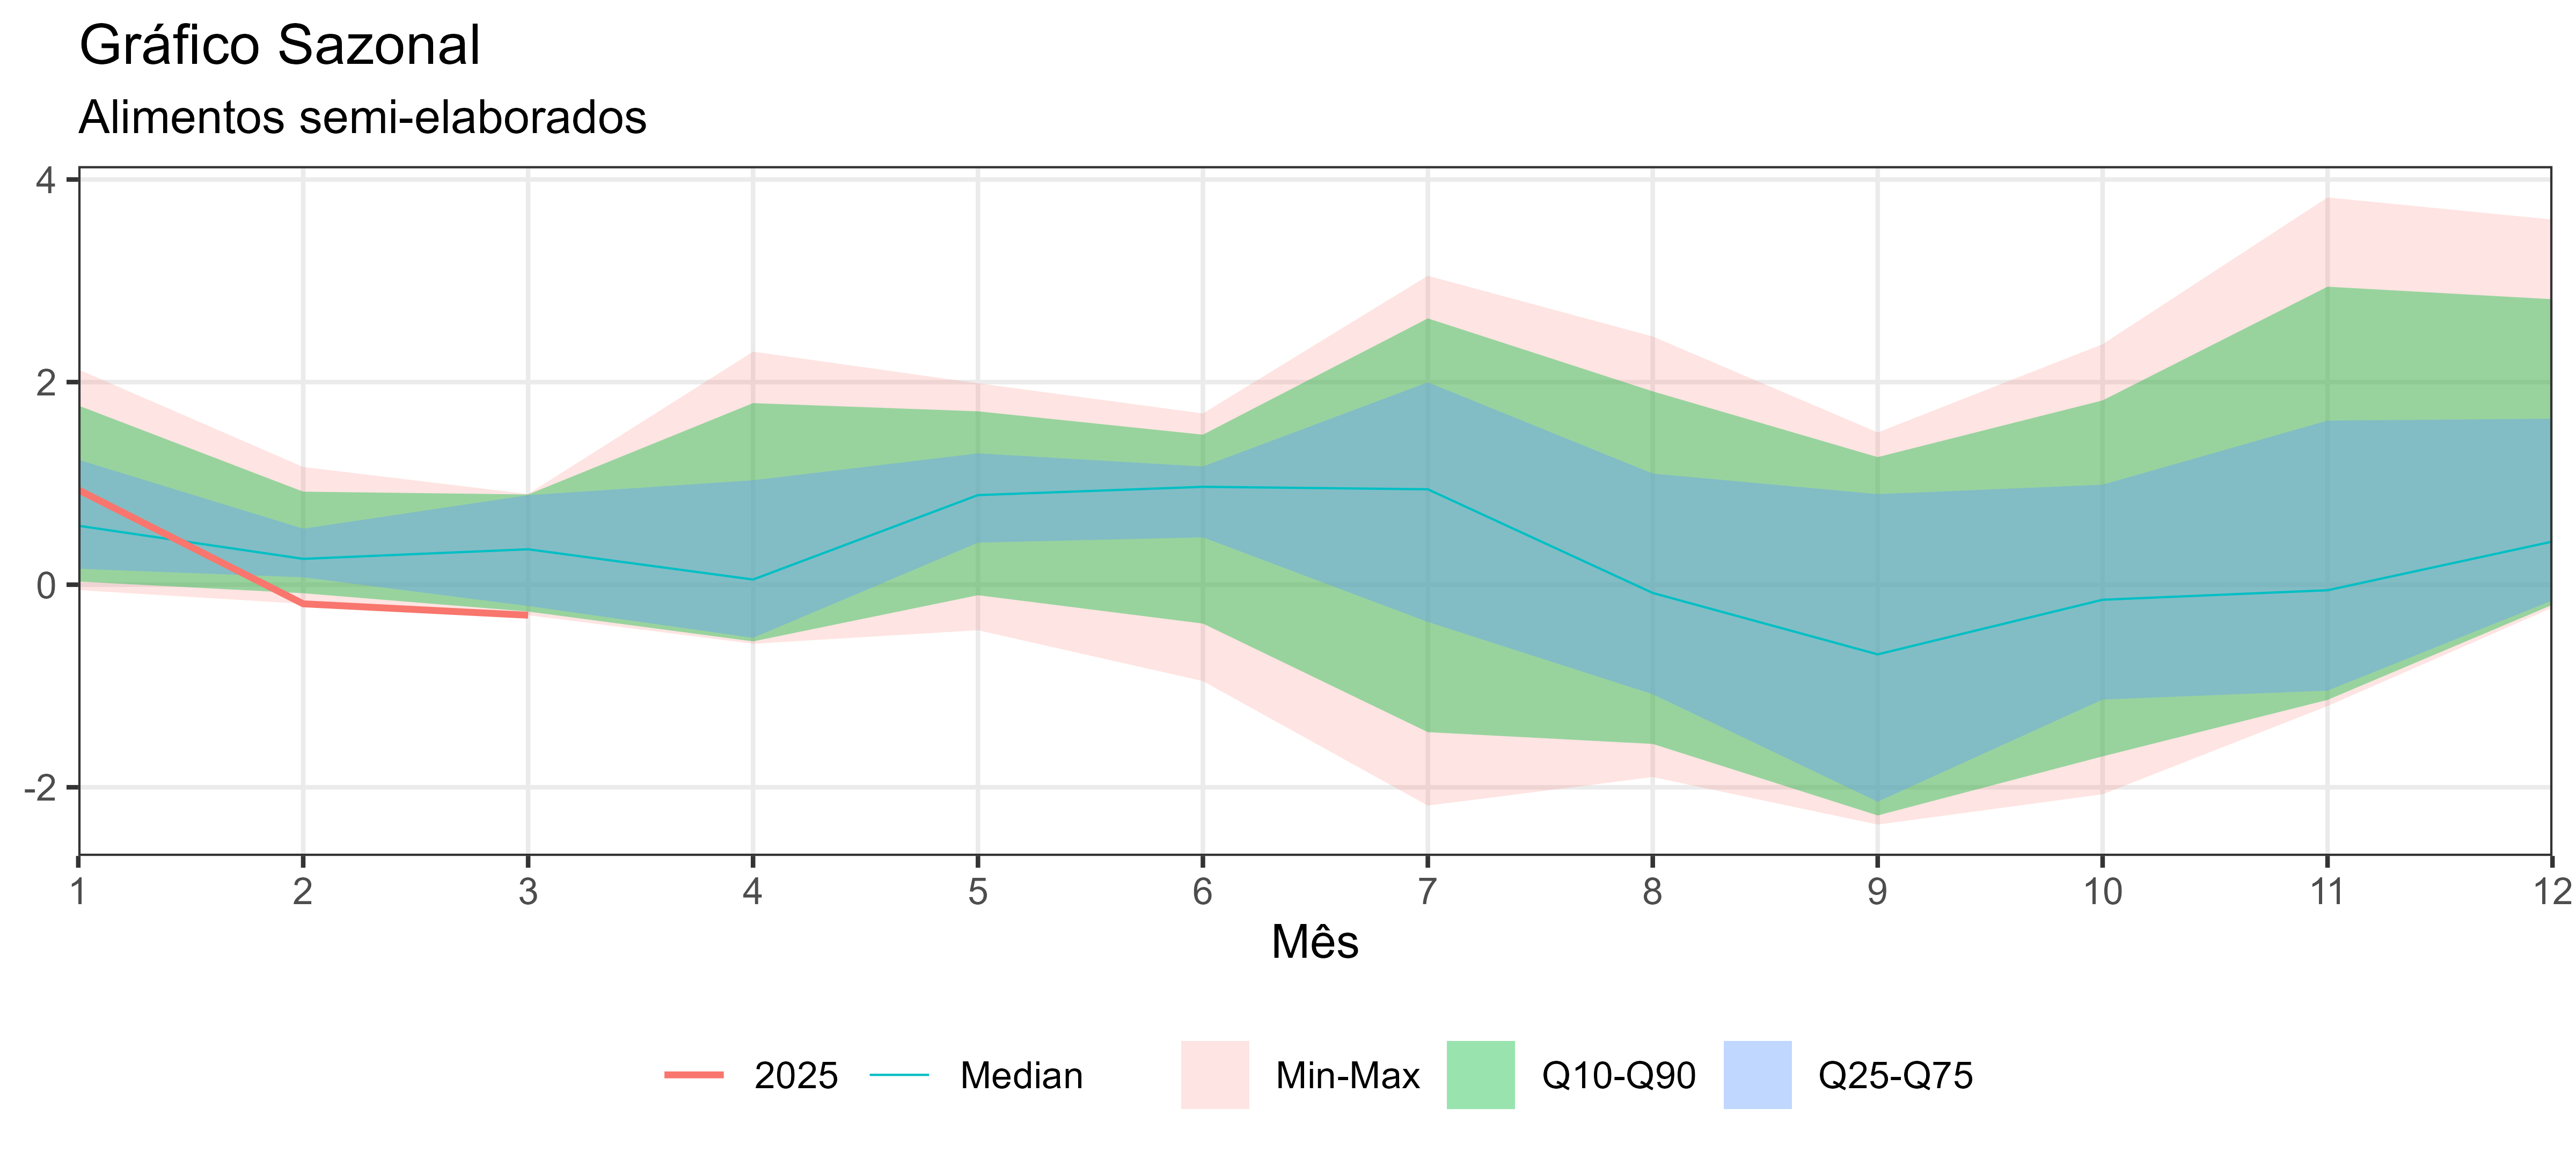 Gráfico Sazonal
Alimentos semi-elaborados
4
2
0
-2
1 2 3 4 5 6 7 8 9 10 11 12
Mês
2025 Median Min-Max Q10-Q90 Q25-Q75